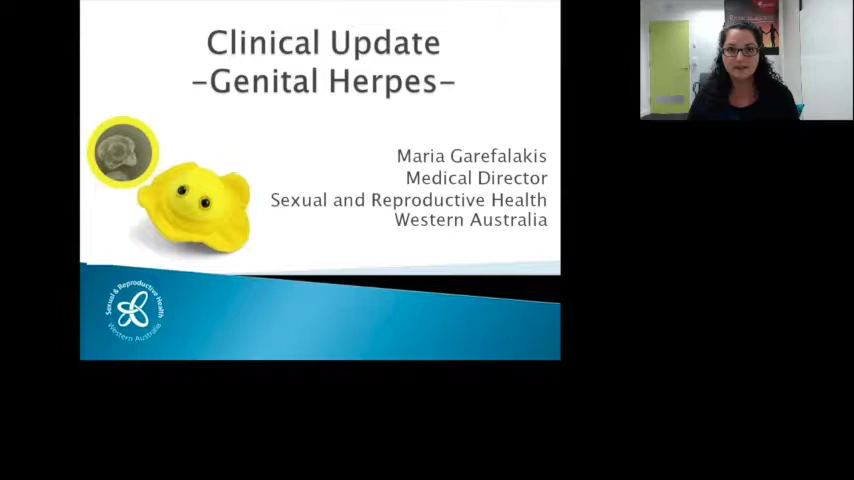 Clinical Update
-Genital Herpes-
Maria Garefalakis
Medical Director
Sexual and Reproductive Health
Western Australia
Sexual & Reproductive Health
Western Australia